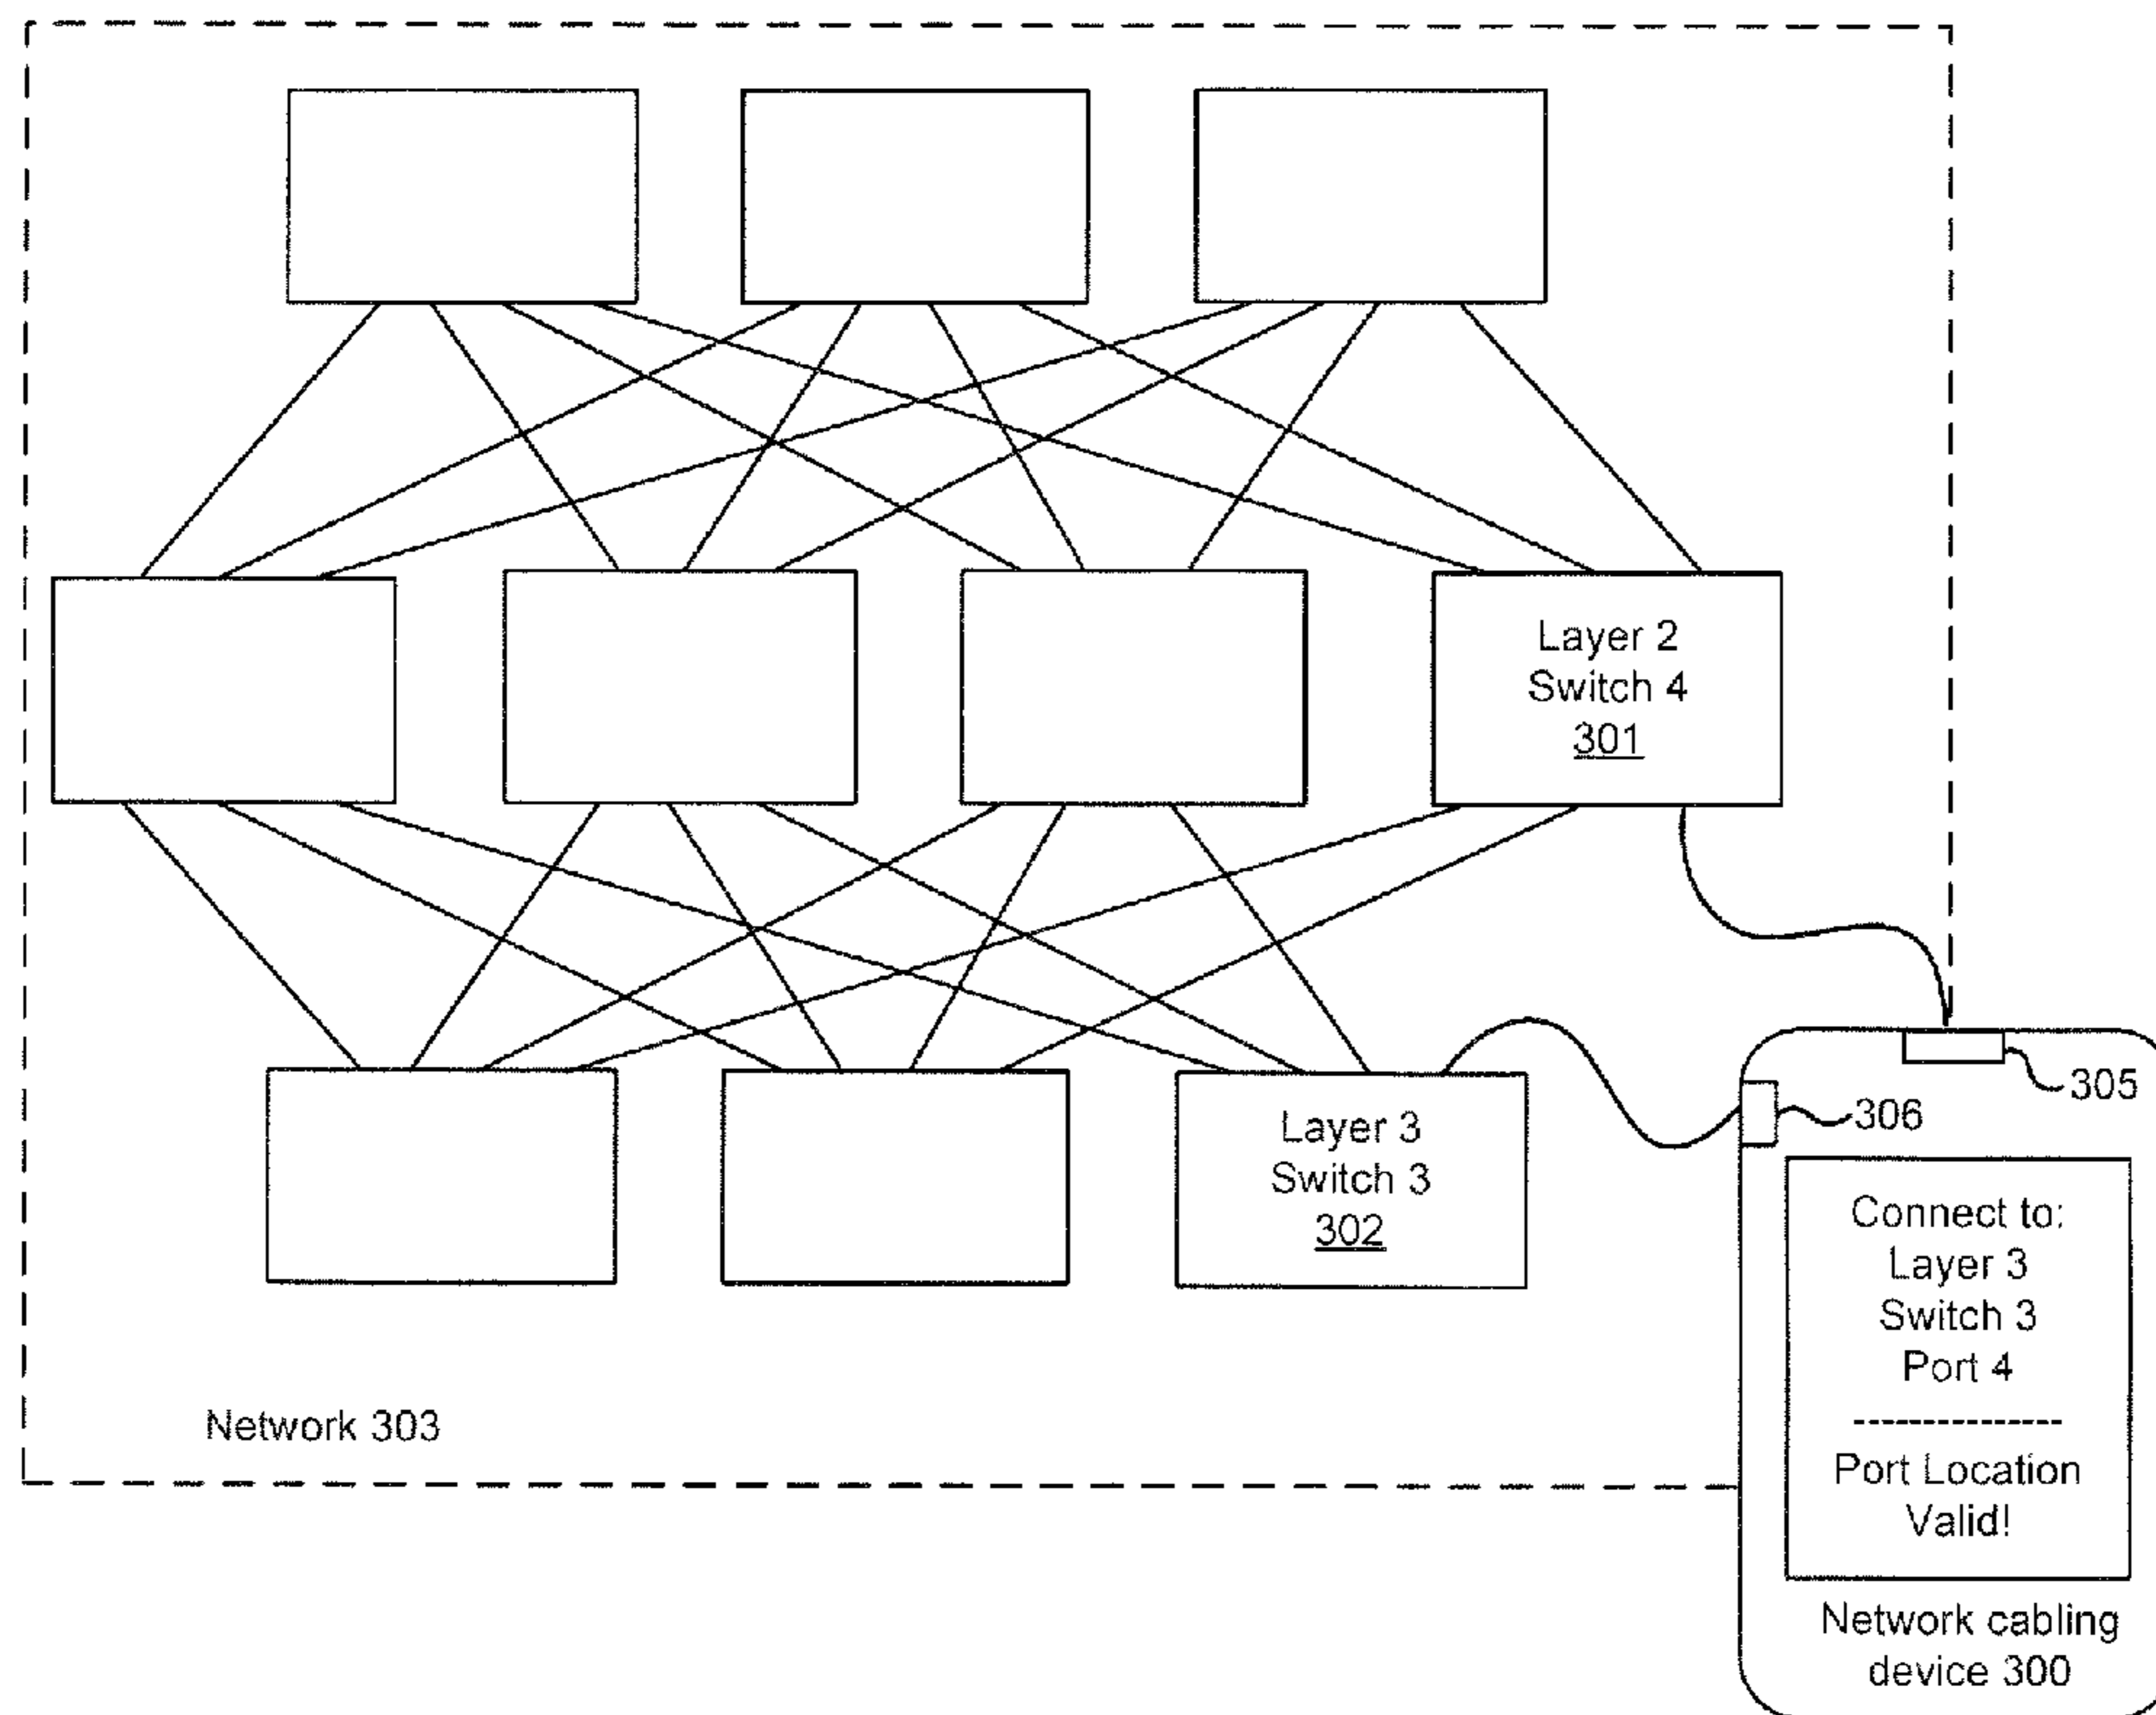 Layer 2
Switch 4
301
305
306
Layer 3
Switch 3
302
Connect to:
Layer 3
Switch 3
Port 4
--------------
Port Location
Valid!
Network 303
Network cabling
device 300